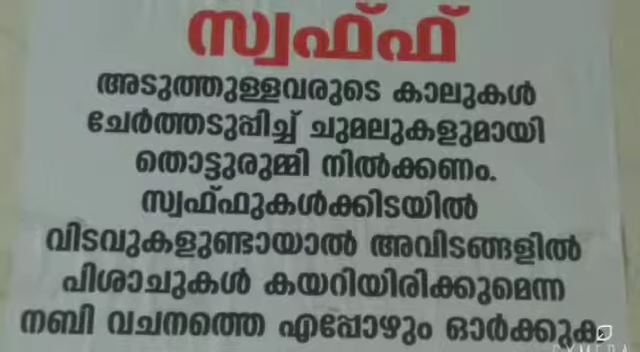 സ്വഫ്ഫ്
അടുത്തുള്ളവരുടെ കാലുകൾ
ചേർത്തടുപ്പിച്ച് ചുമലുകളുമായി
തൊട്ടുരുമ്മി നിൽക്കണം.
സ്വഫ്ഫുകൾക്കിടയിൽ
വിടവുകളുണ്ടായാൽ അവിടങ്ങളിൽ
പിശാചുകൾ കയറിയിരിക്കുമെന്ന
നബി വചനത്തെ എപ്പോഴും ഓർക്കുക